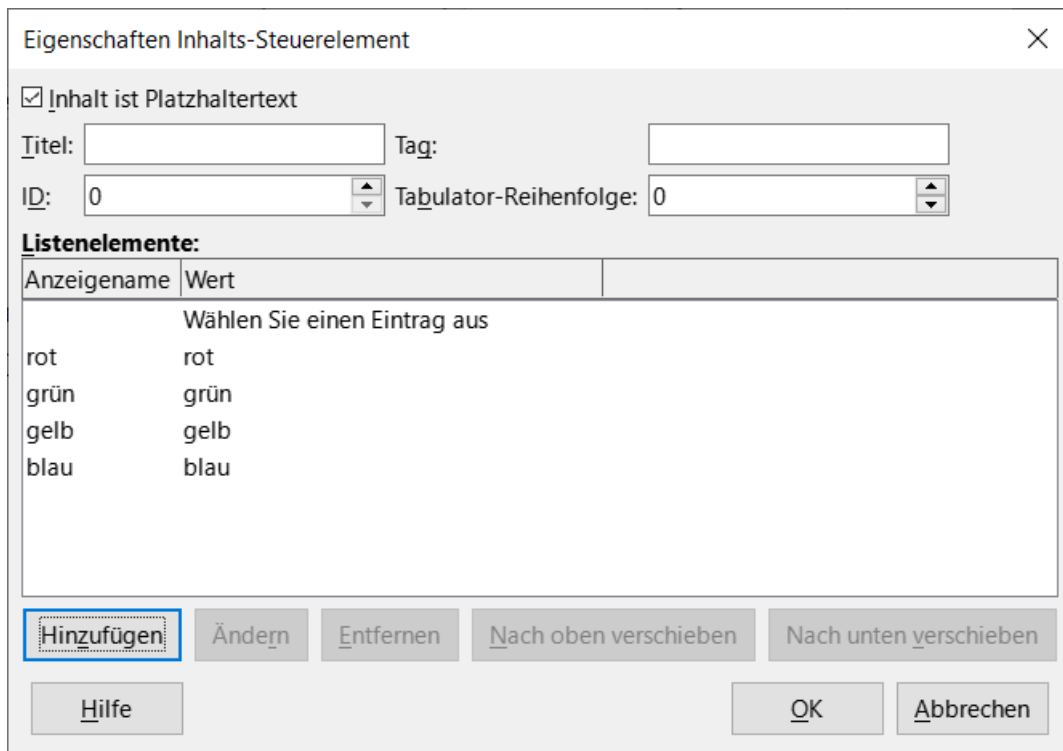 Eigenschaften Inhalts-Steuerelement
Inhalt ist Platzhaltertext
Titel: Tag:
ID: 0 Tabulator-Reihenfolge: 0
Listenelemente:
Anzeigename Wert
Wählen Sie einen Eintrag aus
rot rot
grün grün
gelb gelb
blau blau
Hinzufügen Ändern Entfernen Nach oben verschieben Nach unten verschieben
Hilfe OK Abbrechen